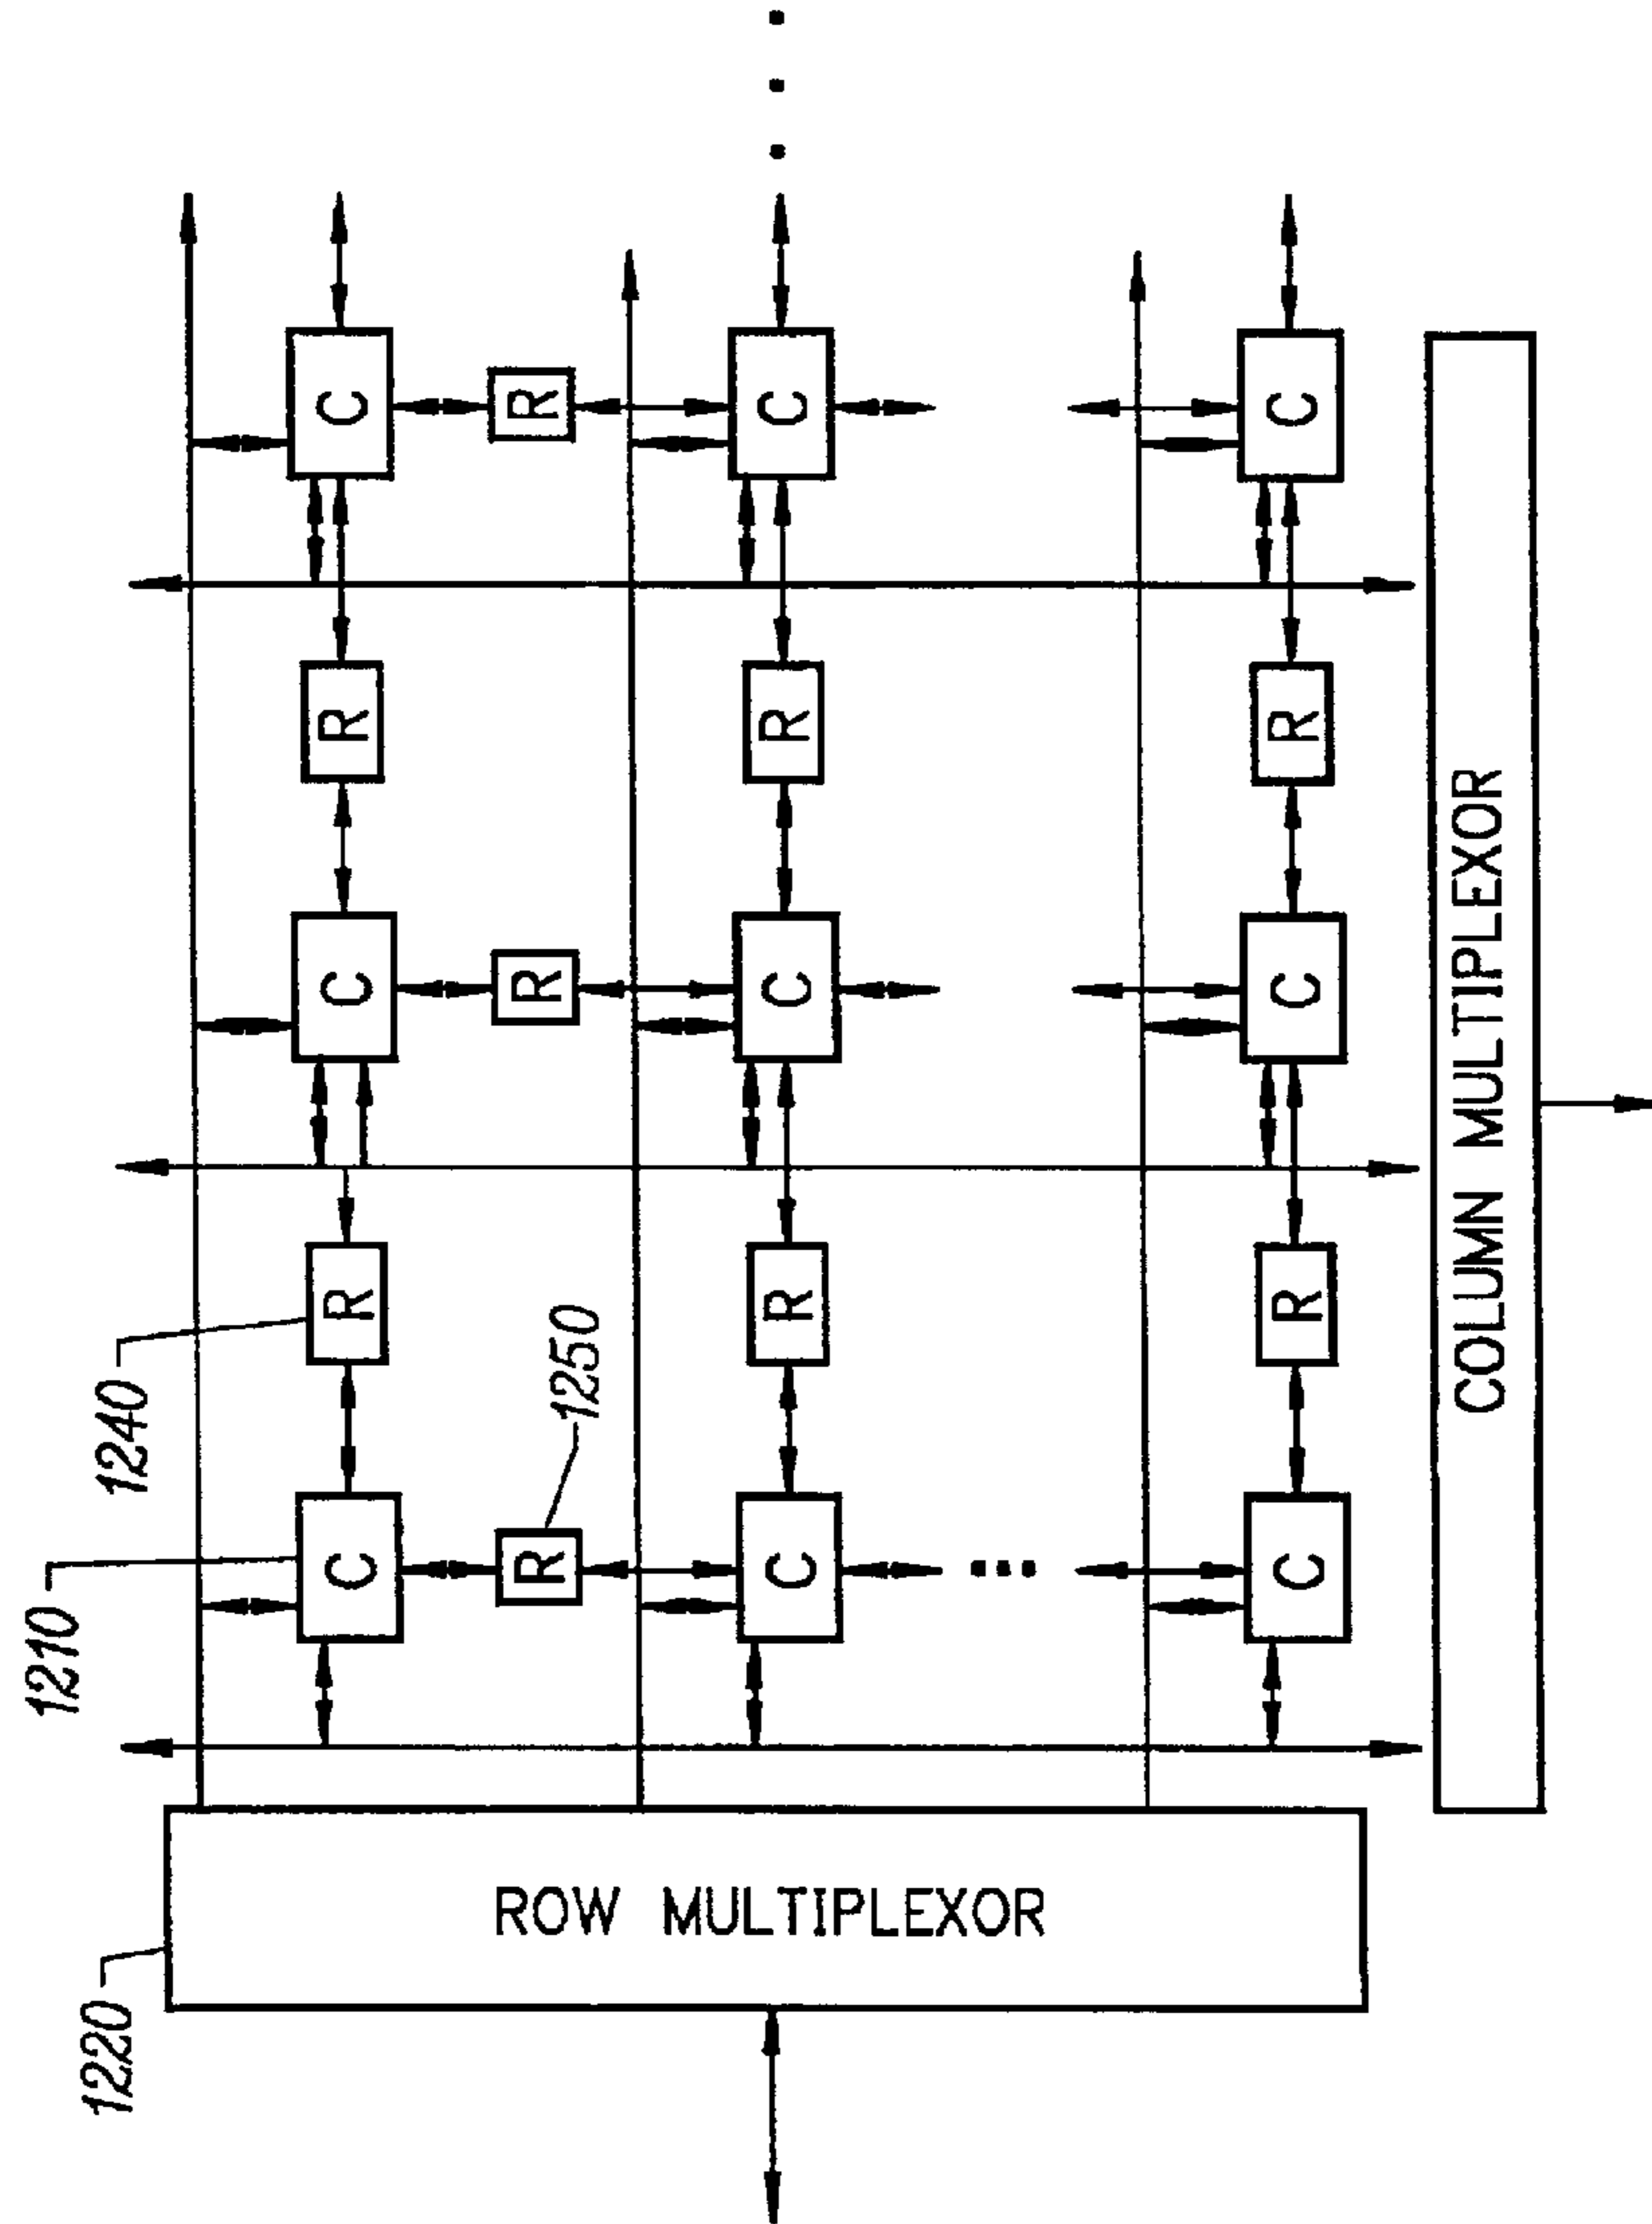 1210
1220
1240
C R C R C
R 1250 R R
ROW MULTIPLEXOR
C R C R C
C R C R C
COLUMN MULTIPLEXOR